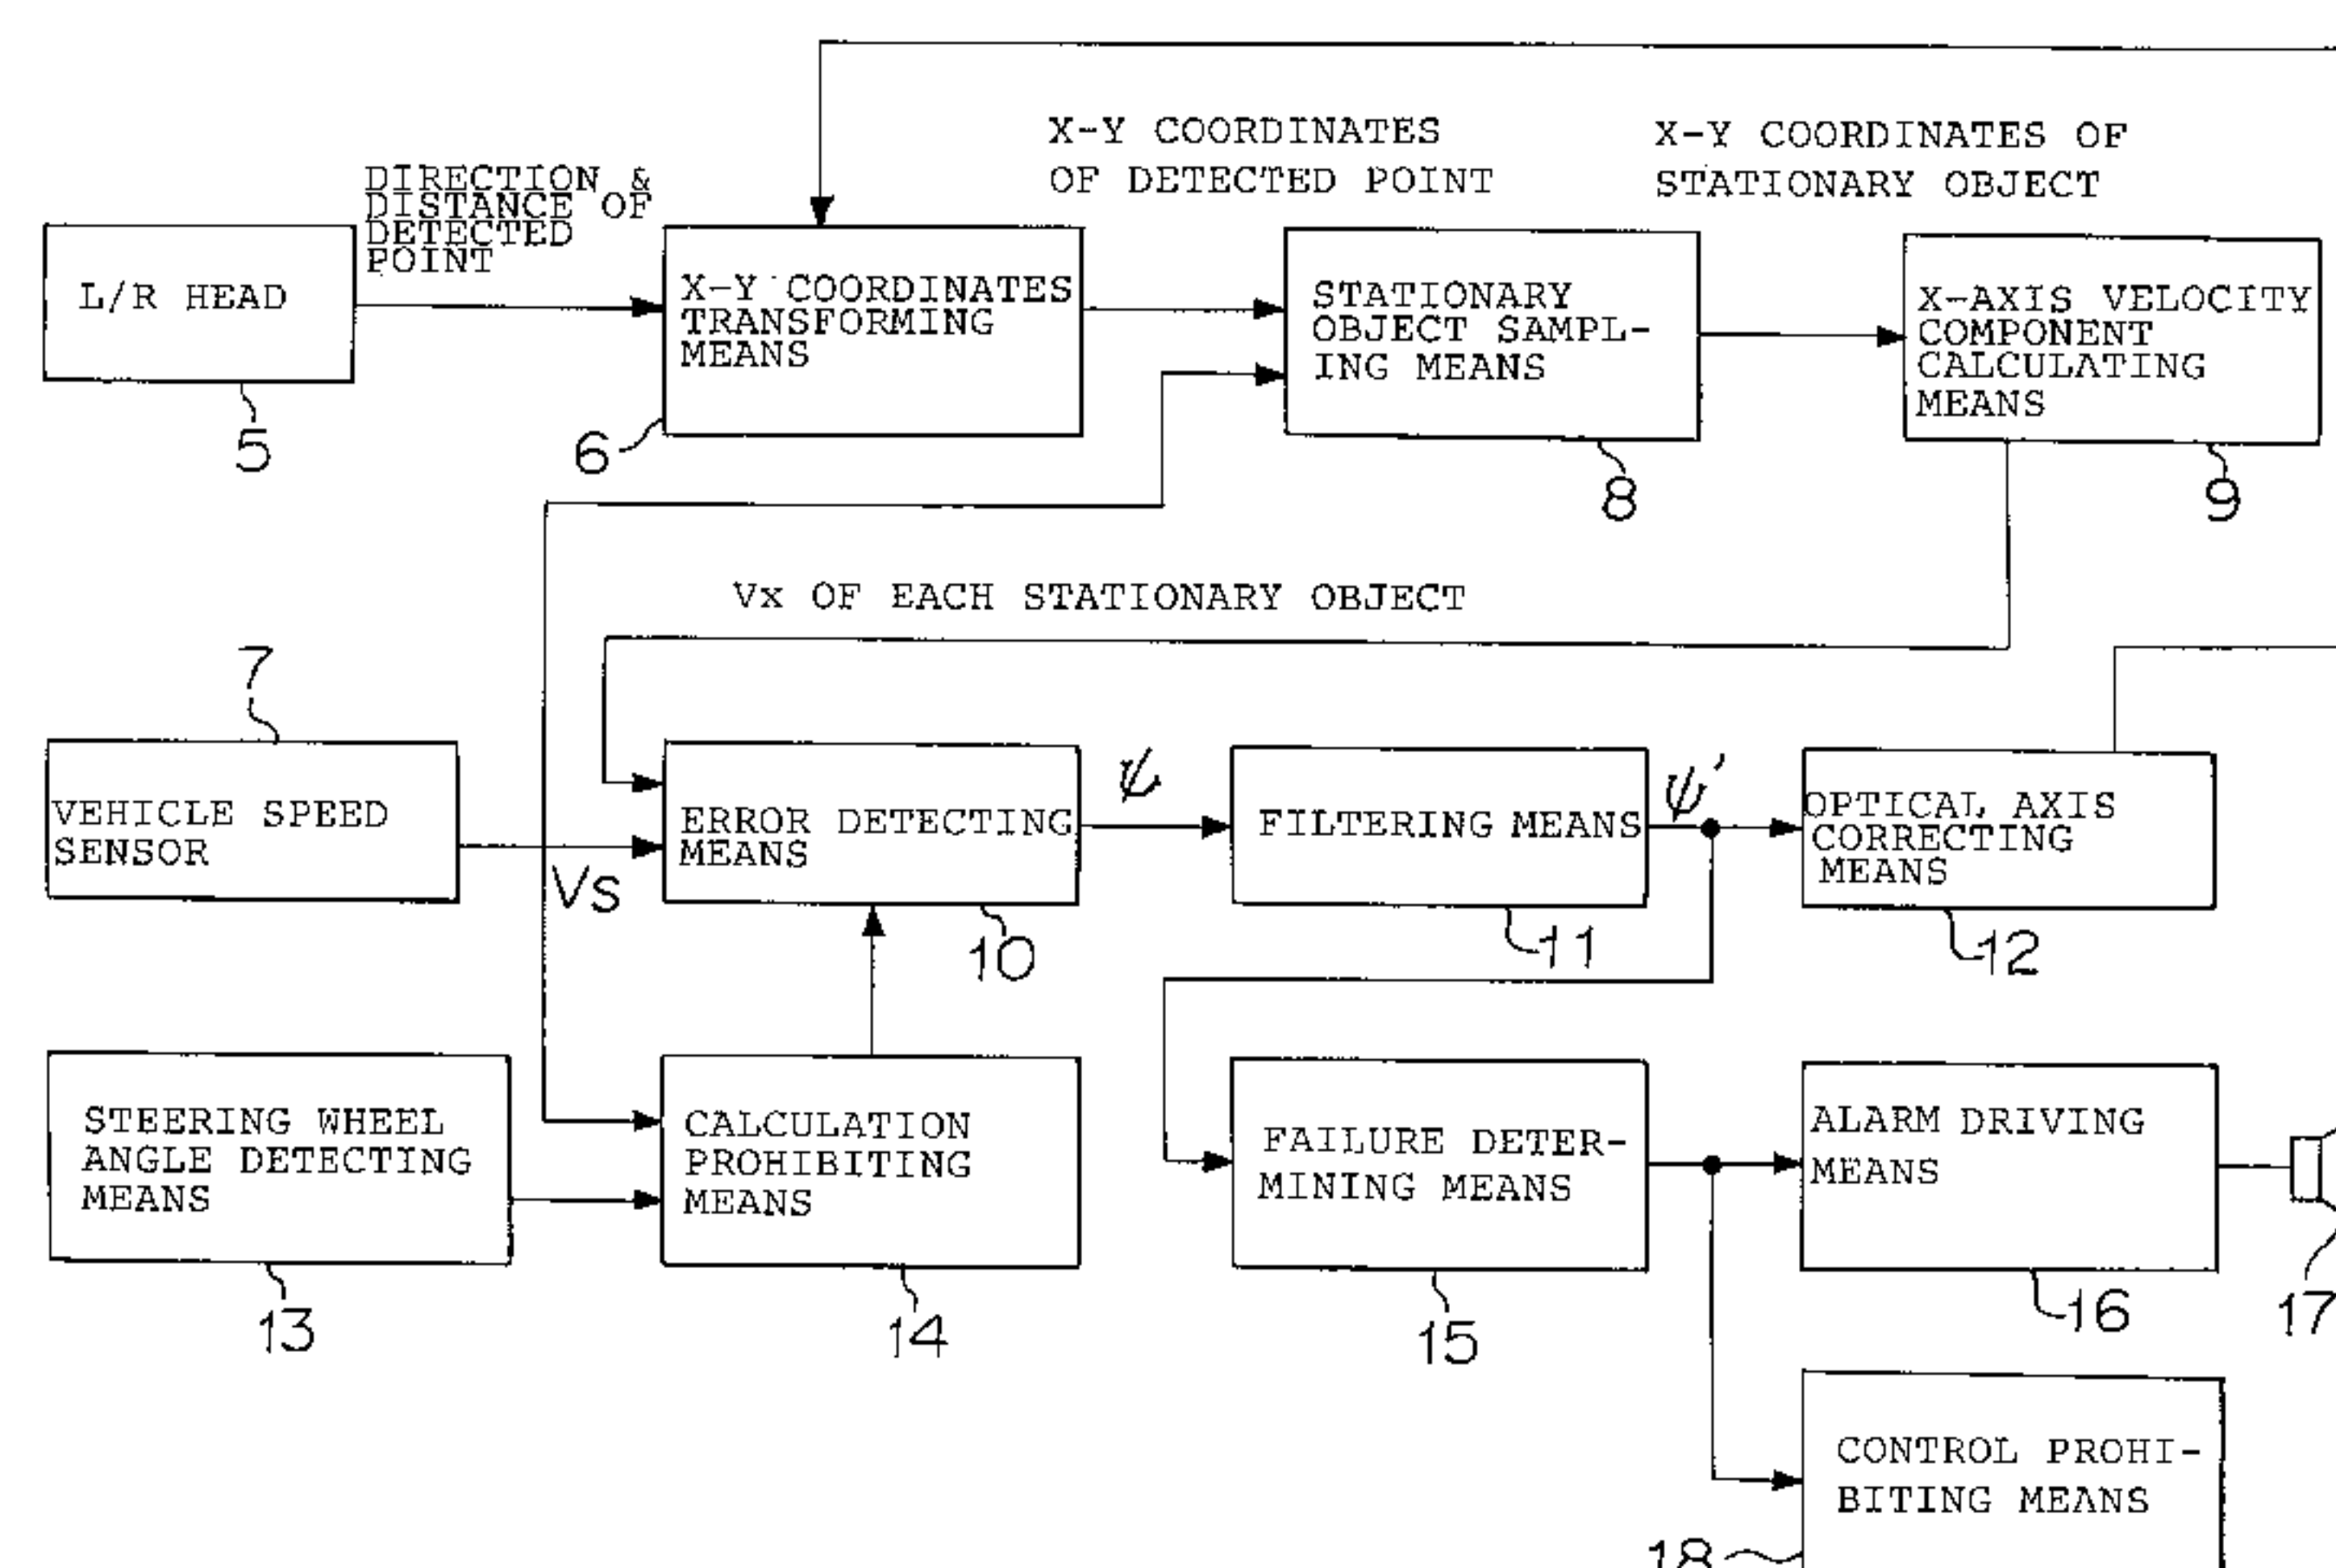 X-Y COORDINATES
OF DETECTED POINT
X-Y COORDINATES OF
STATIONARY OBJECT
DIRECTION &
DISTANCE OF
DETECTED
POINT
L/R HEAD
5
X-Y COORDINATES
TRANSFORMING
MEANS
6
STATIONARY
OBJECT SAMPL-
ING MEANS
8
X-AXIS VELOCITY
COMPONENT
CALCULATING
MEANS
9
Vx OF EACH STATIONARY OBJECT
7
VEHICLE SPEED
SENSOR
VS
ERROR DETECTING
MEANS
10
ψ
FILTERING MEANS
11
ψ'
OPTICAL AXIS
CORRECTING
MEANS
12
STEERING WHEEL
ANGLE DETECTING
MEANS
13
CALCULATION
PROHIBITING
MEANS
14
FAILURE DETER-
MINING MEANS
15
ALARM DRIVING
MEANS
16
17
CONTROL PROHI-
BITING MEANS
18